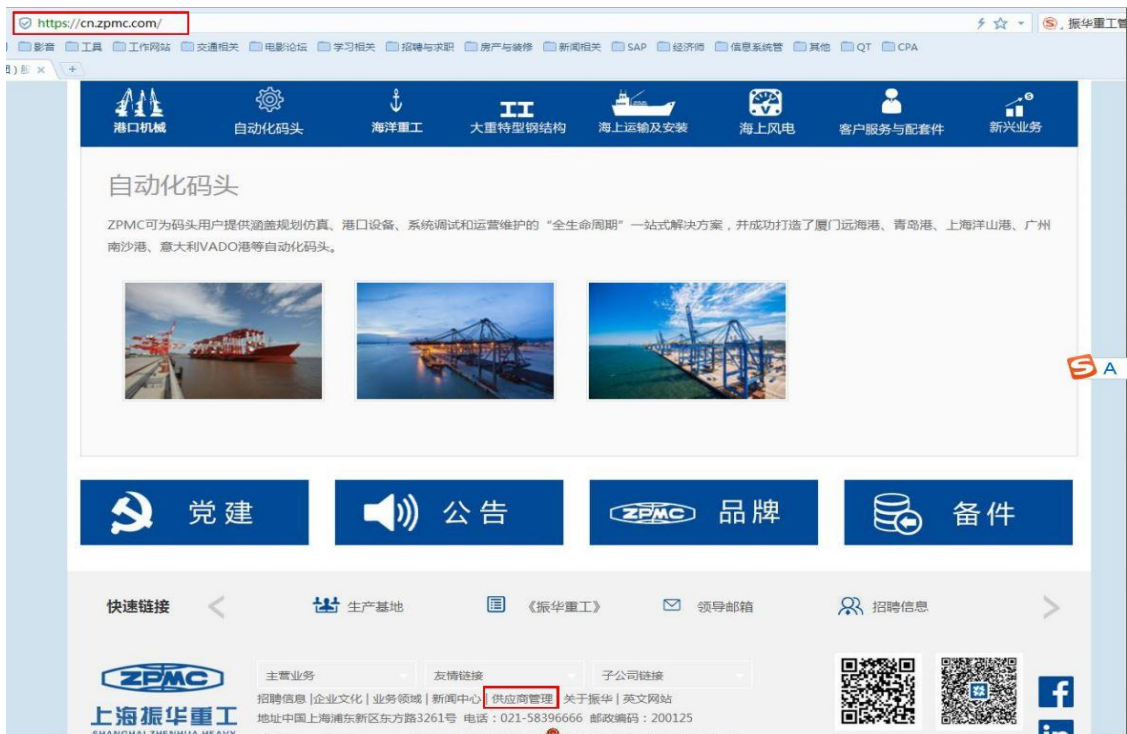 https://cn.zpmc.com/
振华重工管
影音 工具 工作网站 交通相关 电影论坛 学习相关 招聘与求职 房产与装修 新闻相关 SAP 经济师 信息系统管 其他 QT CPA
港口机械 自动化码头 海洋重工 大重特型钢结构 海上运输及安装 海上风电 客户服务与配套件 新兴业务
自动化码头
ZPMC可为码头用户提供涵盖规划仿真、港口设备、系统调试和运营维护的“全生命周期”一站式解决方案，并成功打造了厦门远海港、青岛港、上海洋山港、广州
南沙港、意大利VADO港等自动化码头。
S A
党建 公告 ZPMC 品牌 备件
快速链接 < 生产基地 《振华重工》 领导邮箱 招聘信息 >
主营业务 友情链接 子公司链接
ZPMC
招聘信息 |企业文化 | 业务领域 | 新闻中心 | 供应商管理 | 关于振华 | 英文网站
上海振华重工
地址中国上海浦东新区东方路3261号 电话：021-58396666 邮政编码：200125
SHANGHAI ZHENHUA HEAVY
f
in